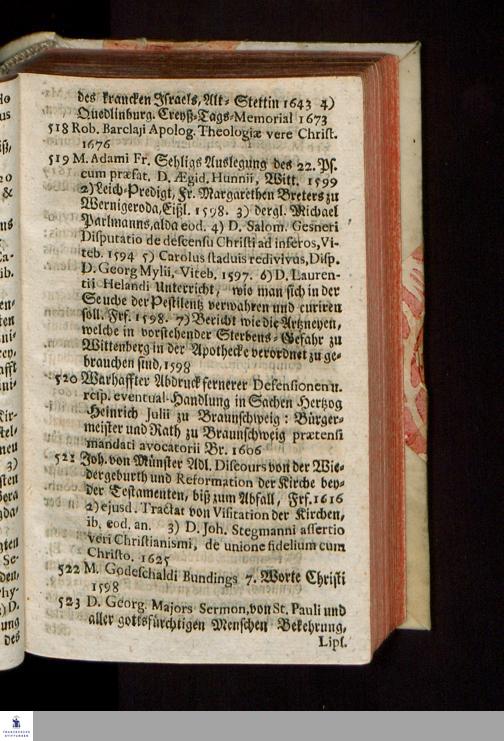 des krancken Israels, Alt-Stettin 1643 4)
Quedlinburg. Creyß-Tags-Memorial 1673
518 Rob. Barclaji Apolog. Theologiæ vere Christ.
1676
519 M. Adami Fr. Sehligs Auslegung des 22. Ps.
cum præfat. D. Ægid. Hunnii, Witt. 1599
2) Leich-Predigt, Fr. Margarethen Breters zu
Wernigeroda, Eißl. 1598. 3) dergl. Michael
Parlmanns, alda eod. 4) D. Salom. Gesneri
Disputatio de descensu Christi ad inferos, Vi-
teb. 1594 5) Carolus staduis redivivus, Disp.
D. Georg Mylii, Viteb. 1597. 6) D. Lauren-
tii Helandi Unterricht, wie man sich in der
Seuche der Pestilentz verwahren und curiren
soll. Frf. 1598. 7) Bericht wie die Artzneyen,
welche in vorstehender Sterbens-Gefahr zu
Wittenberg in der Apothecke verordnet zu ge-
brauchen sind, 1598
520 Warhaffter Abdruck fernerer Defensionen u.
resp. eventual-Handlung in Sachen Hertzog
Heinrich Julii zu Braunschweig: Bürger-
meister und Rath zu Braunschweig prætensi
mandati avocatorii Br. 1606
521 Joh. von Münster Adl. Discours von der Wie-
dergeburth und Reformation der Kirche bey-
der Testamenten, biß zum Abfall, Frf. 1616
2) ejusd. Tractat von Visitation der Kirchen,
ib. eod. an. 3) D. Joh. Stegmanni assertio
veri Christianismi, de unione fidelium cum
Christo. 1625
522 M. Godeschaldi Bundings 7. Worte Christi
1598
523 D. Georg. Majors Sermon, von St. Pauli und
aller gottsfürchtigen Menschen Bekehrung,
Lips.
FRANCKESCHE
STIFTUNGEN